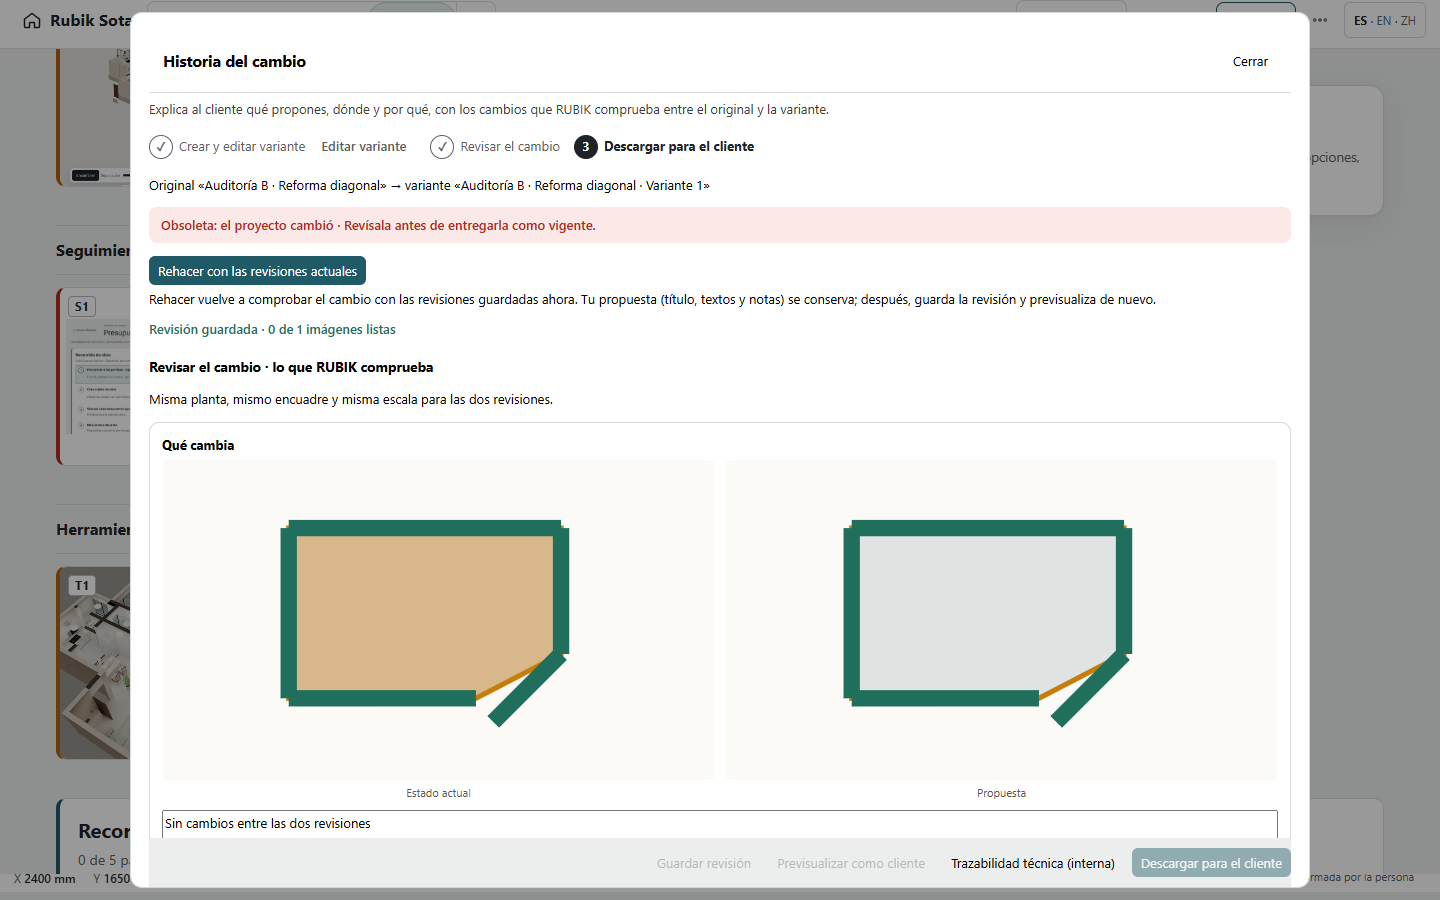 Rubik Sota
ES · EN · ZH
Historia del cambio
Cerrar
Explica al cliente qué propones, dónde y por qué, con los cambios que RUBIK comprueba entre el original y la variante.
Crear y editar variante
Editar variante
Revisar el cambio
3 Descargar para el cliente
Original «Auditoría B · Reforma diagonal» → variante «Auditoría B · Reforma diagonal · Variante 1»
Obsoleta: el proyecto cambió · Revísala antes de entregarla como vigente.
Rehacer con las revisiones actuales
Rehacer vuelve a comprobar el cambio con las revisiones guardadas ahora. Tu propuesta (título, textos y notas) se conserva; después, guarda la revisión y previsualiza de nuevo.
Revisión guardada · 0 de 1 imágenes listas
Revisar el cambio · lo que RUBIK comprueba
Misma planta, mismo encuadre y misma escala para las dos revisiones.
Qué cambia
Estado actual
Propuesta
Sin cambios entre las dos revisiones
Guardar revisión
Previsualizar como cliente
Trazabilidad técnica (interna)
Descargar para el cliente
opciones,
Seguimien
S1
Presupu
Herramien
T1
Recor
0 de 5 pa
X 2400 mm
Y 1650
rmada por la persona